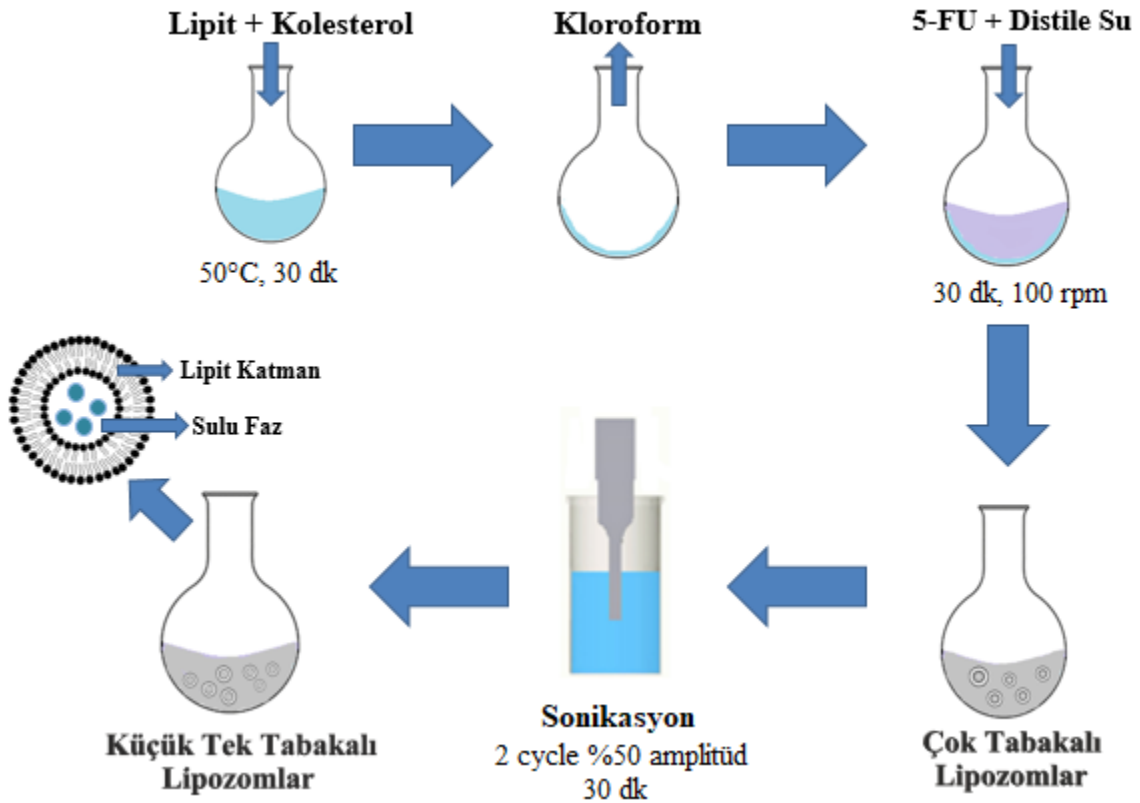 Lipit + Kolesterol
Kloroform
5-FU + Distile Su
50°C, 30 dk
30 dk, 100 rpm
Lipit Katman
Sulu Faz
Çok Tabakalı
Lipozomlar
Sonikasyon
2 cycle %50 amplitüd
30 dk
Küçük Tek Tabakalı
Lipozomlar